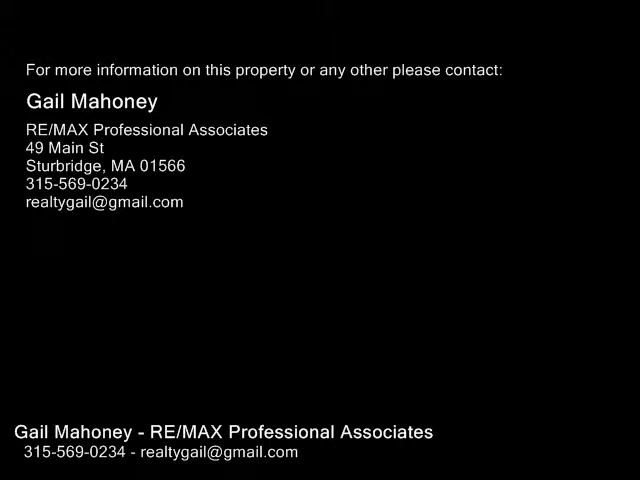 For more information on this property or any other please contact:
Gail Mahoney
RE/MAX Professional Associates
49 Main St
Sturbridge, MA 01566
315-569-0234
realtygail@gmail.com
Gail Mahoney - RE/MAX Professional Associates
315-569-0234 - realtygail@gmail.com